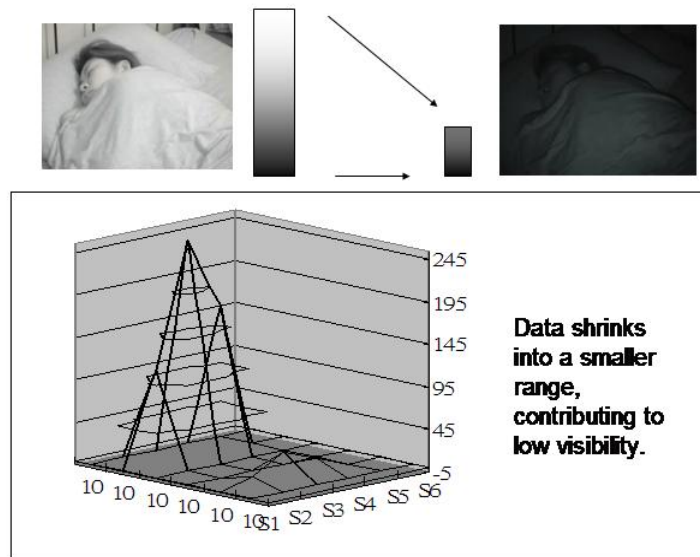 245
195
145
95
45
-5
Data shrinks
into a smaller
range,
contributing to
low visibility.
10 10 10 10 10 10
S1 S2 S3 S4 S5 S6